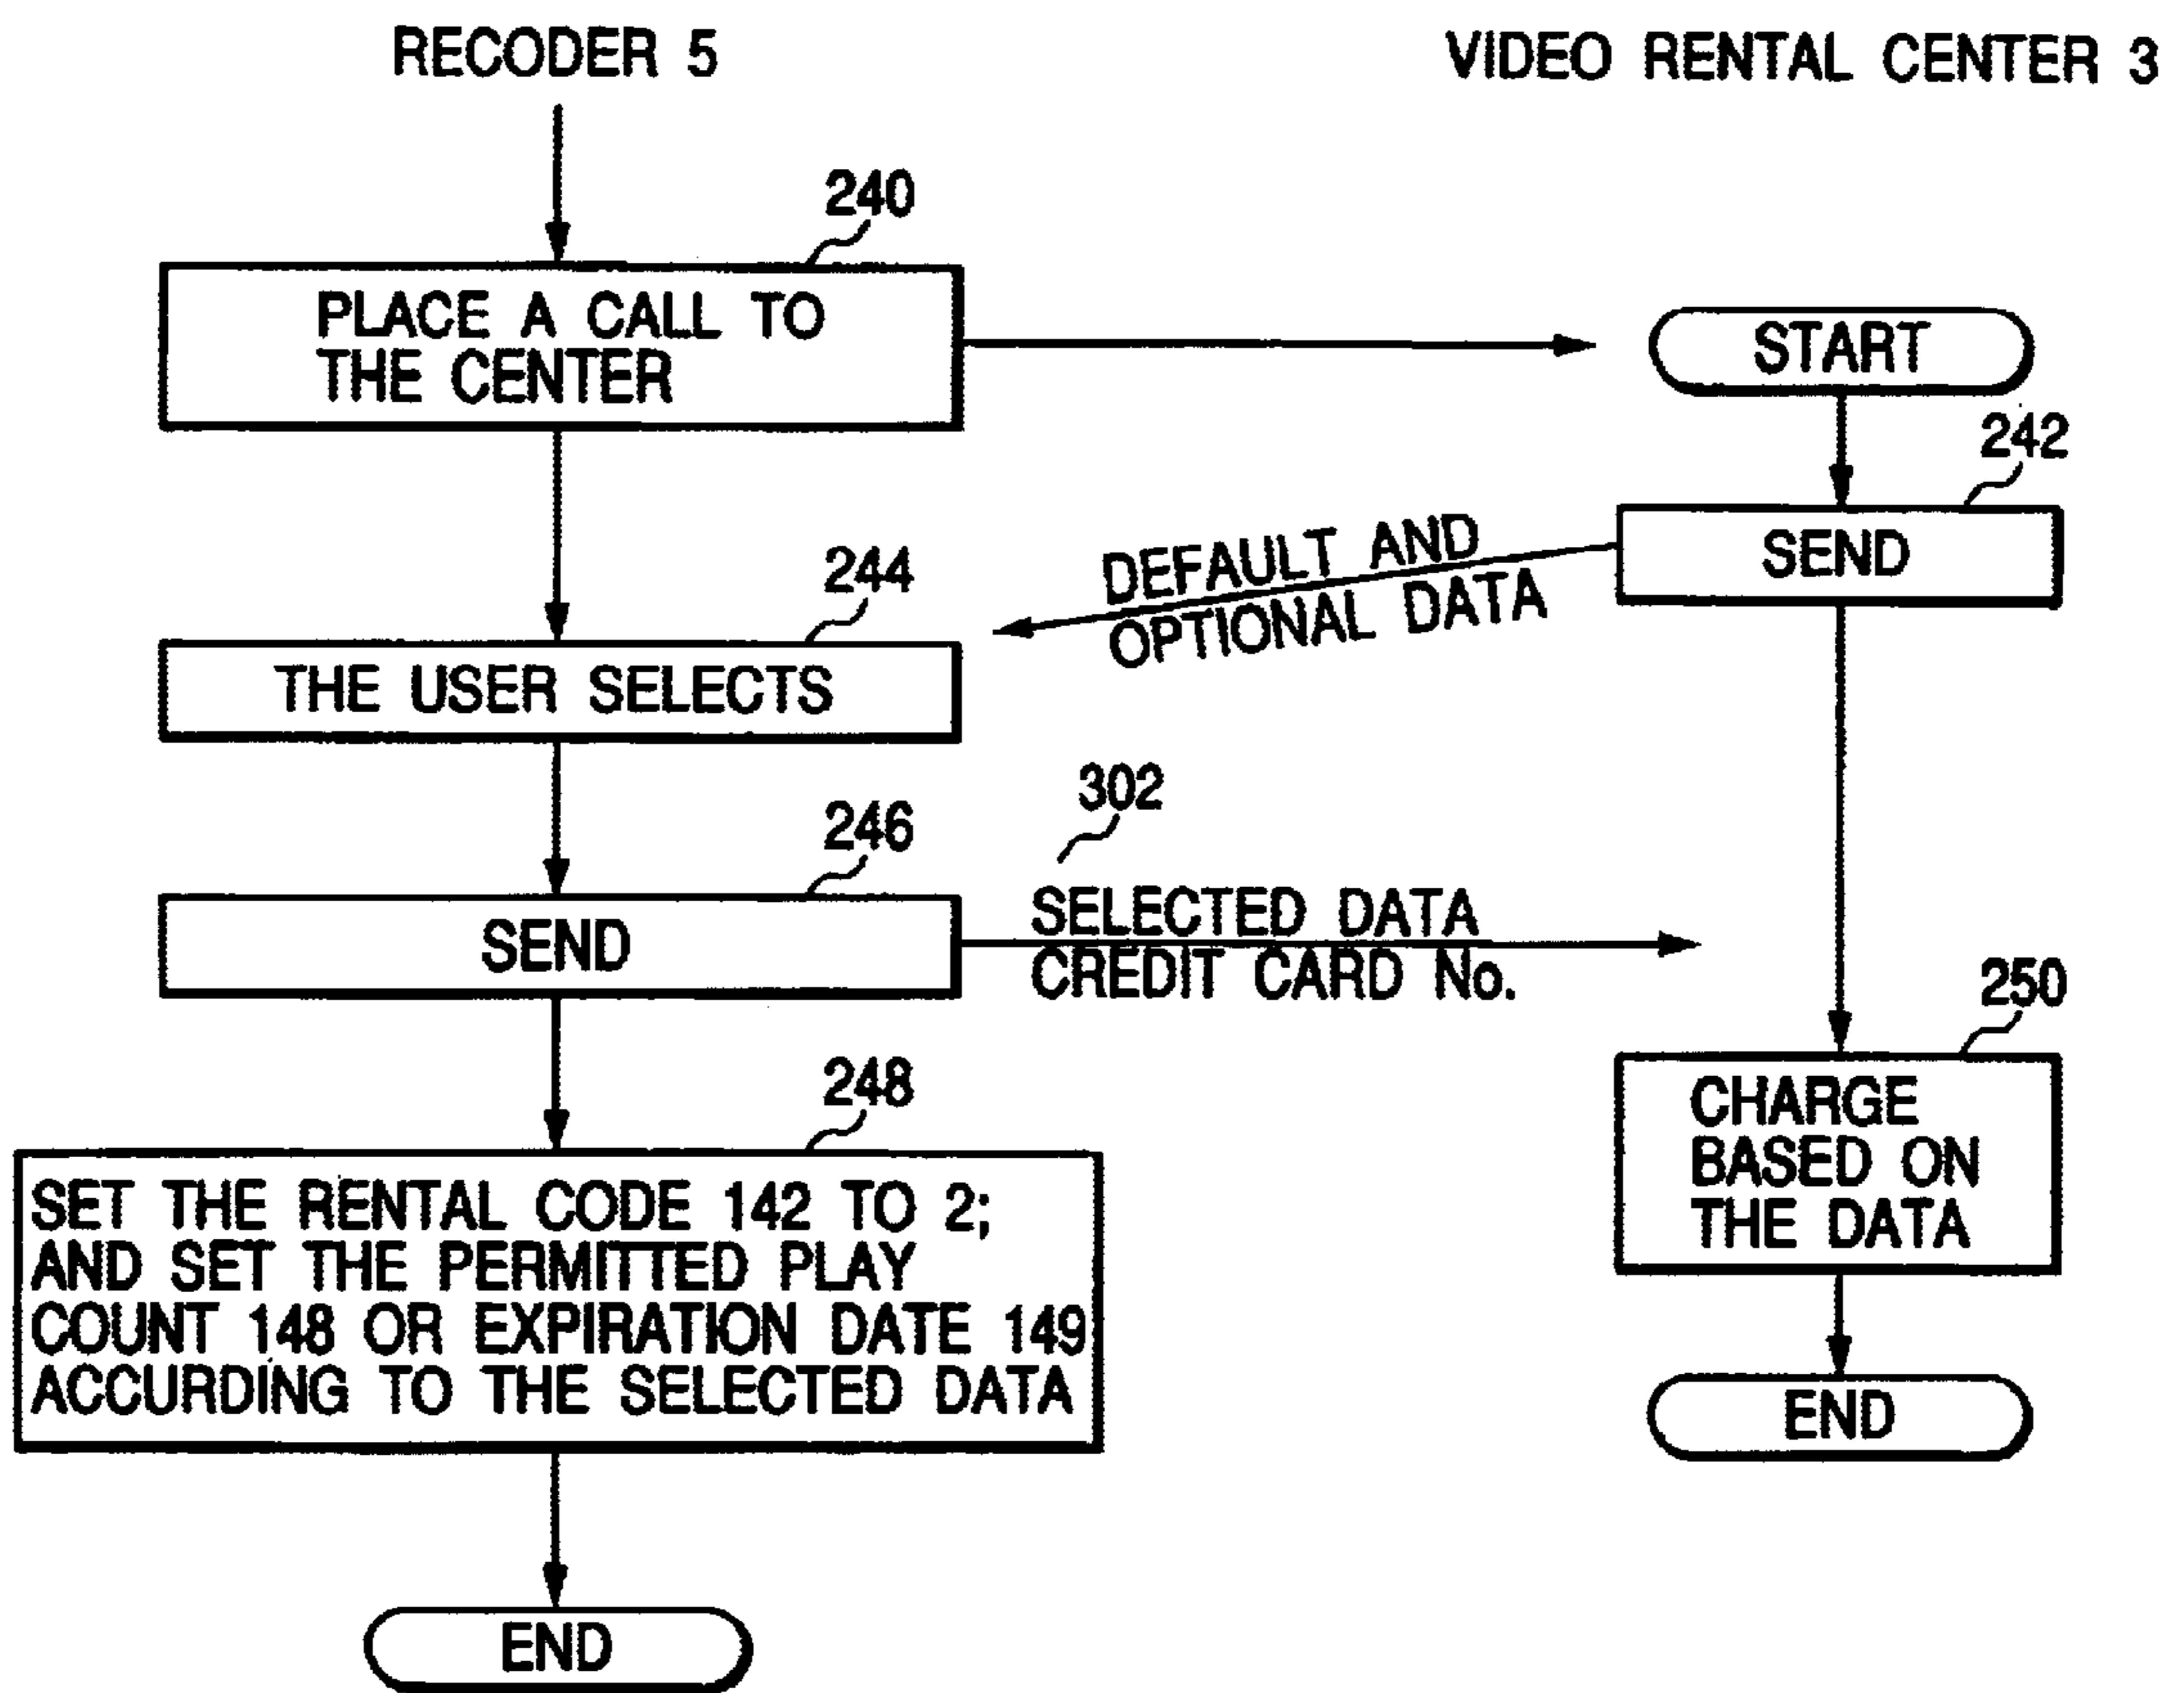 RECODER 5
VIDEO RENTAL CENTER 3
240
PLACE A CALL TO
THE CENTER
START
242
SEND
DEFAULT AND
OPTIONAL DATA
244
THE USER SELECTS
302
246
SEND
SELECTED DATA
CREDIT CARD No.
250
CHARGE
BASED ON
THE DATA
248
SET THE RENTAL CODE 142 TO 2;
AND SET THE PERMITTED PLAY
COUNT 148 OR EXPIRATION DATE 149
ACCURDING TO THE SELECTED DATA
END
END